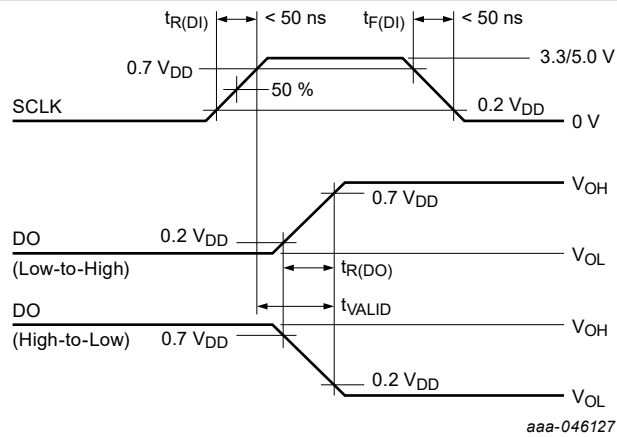 tR(DI) < 50 ns tF(DI) < 50 ns
0.7 VDD 3.3/5.0 V
50 %
SCLK 0.2 VDD 0 V
VOH
0.7 VDD
DO 0.2 VDD VOL
(Low-to-High) tR(DO)
tVALID
DO VOH
(High-to-Low) 0.7 VDD
0.2 VDD
VOL
aaa-046127